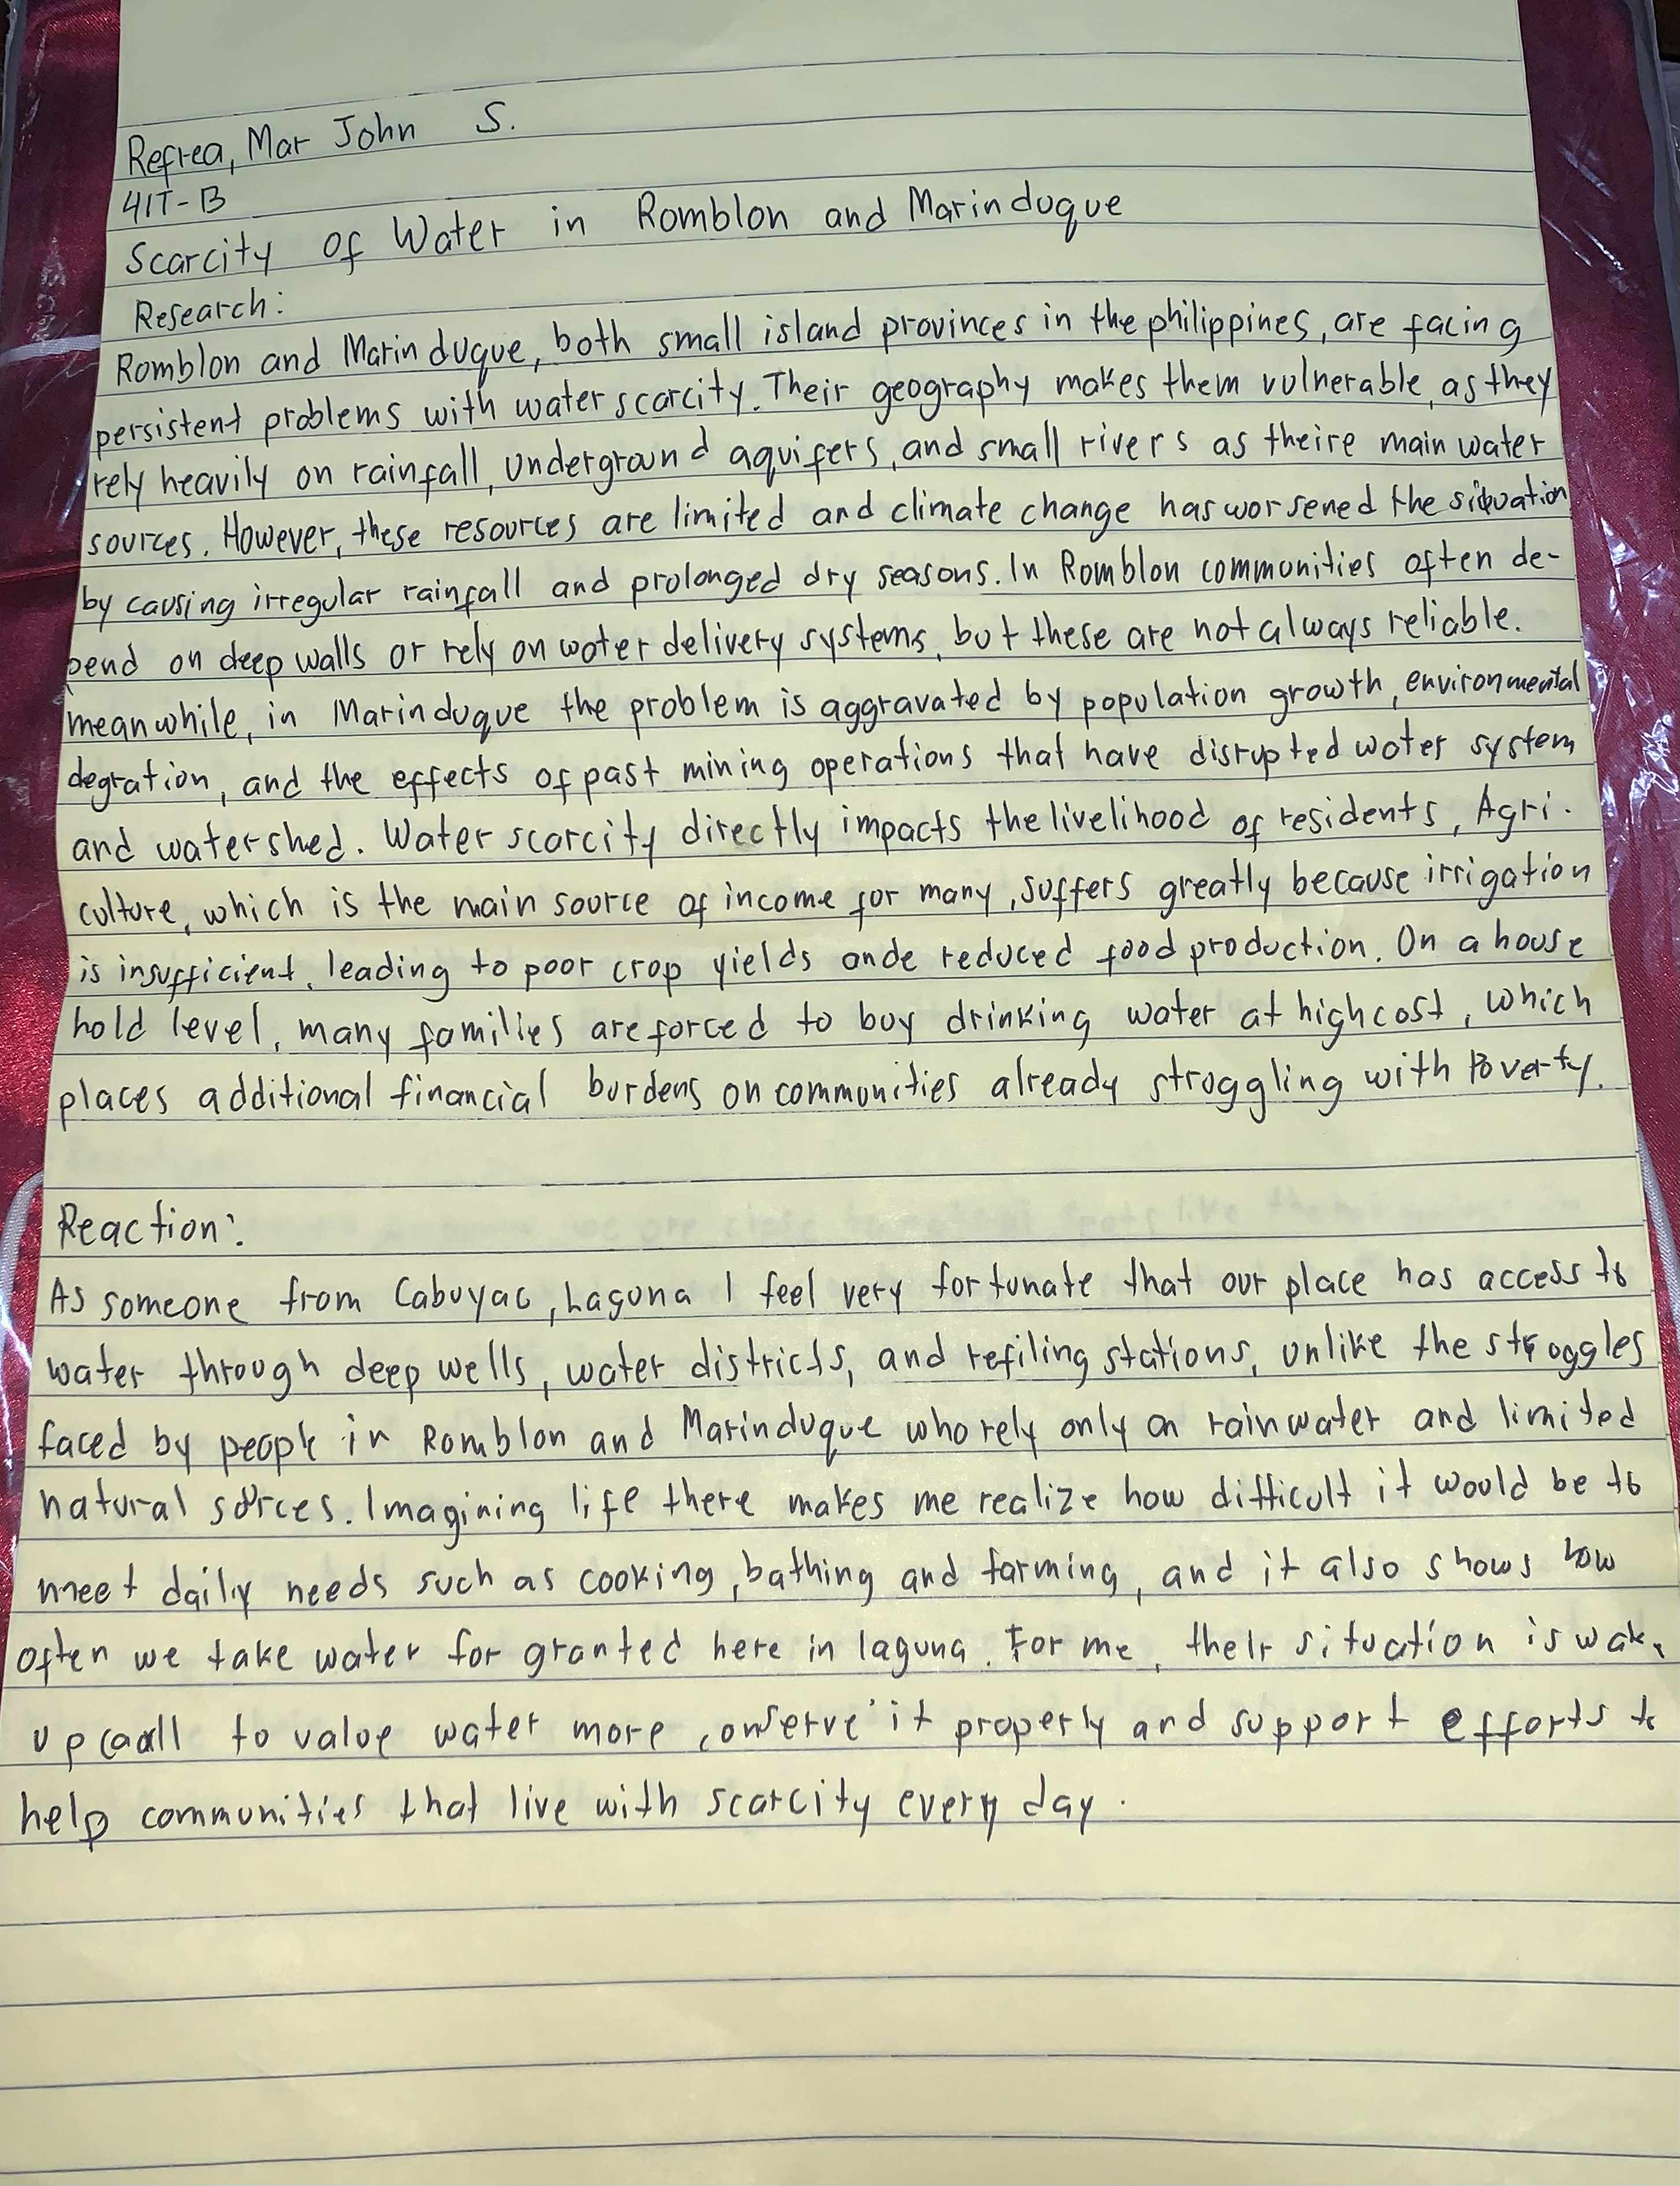 Refrea, Mar John S.
4IT-B
Scarcity of Water in Romblon and Marinduque
Research:
Romblon and Marinduque, both small island provinces in the philippines, are facing
persistent problems with water scarcity. Their geography makes them vulnerable, as they
rely heavily on rainfall, underground aquifers, and small rivers as theire main water
sources. However, these resources are limited and climate change has worsened the situation
by causing irregular rainfall and prolonged dry seasons. In Romblon communities often de-
pend on deep walls or rely on water delivery systems, but these are not always reliable.
meanwhile, in Marinduque the problem is aggravated by population growth, environmental
degration, and the effects of past mining operations that have disrupted water system
and watershed. Water scarcity directly impacts the livelihood of residents, Agri-
culture, which is the main source of income for many, suffers greatly because irrigation
is insufficient, leading to poor crop yields ande reduced food production. On a house
hold level, many families are forced to buy drinking water at high cost, which
places additional financial burdens on communities already struggling with Poverty.
Reaction:
As someone from Cabuyao, Laguna I feel very fortunate that our place has access to
water through deep wells, water districts, and refiling stations, unlike the struggles
faced by people in Romblon and Marinduque who rely only on rainwater and limited
natural sorces. Imagining life there makes me realize how difficult it would be to
meet daily needs such as cooking, bathing and farming, and it also shows how
often we take water for granted here in laguna. For me, their situation is wake
up call to value water more, conserve it properly and support efforts to
help communities that live with scarcity every day.